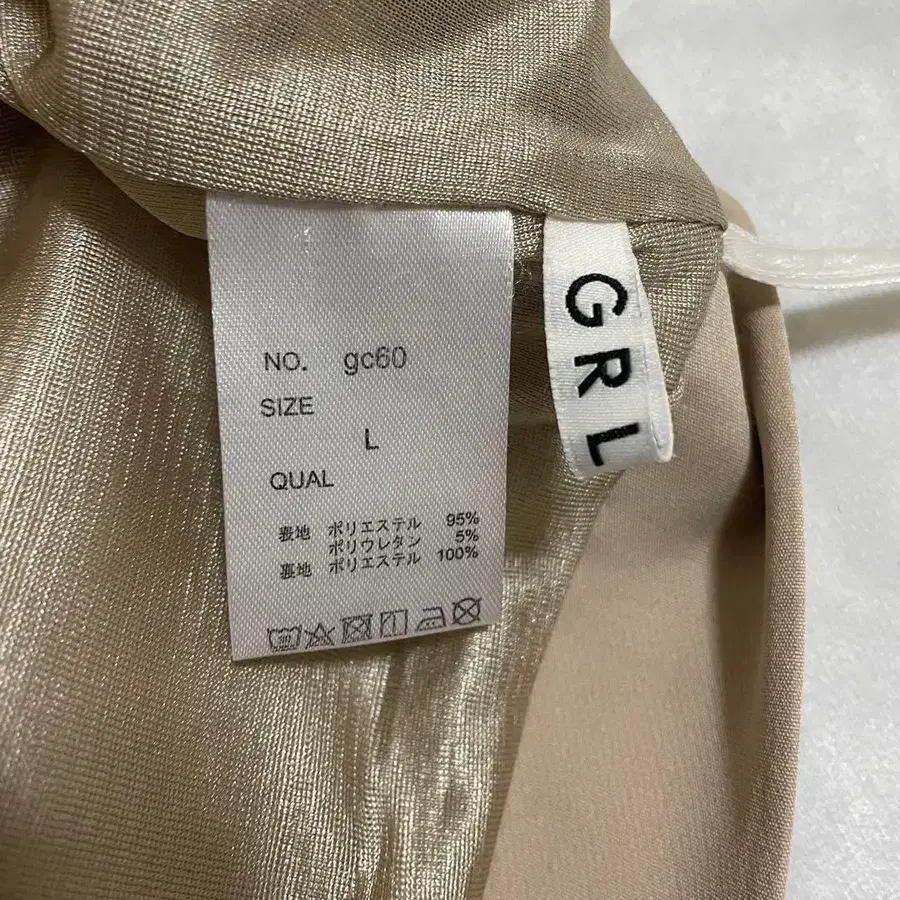 NO. gc60
SIZE
L
QUAL
表地 ポリエステル 95%
ポリウレタン 5%
裏地 ポリエステル 100%
GRL